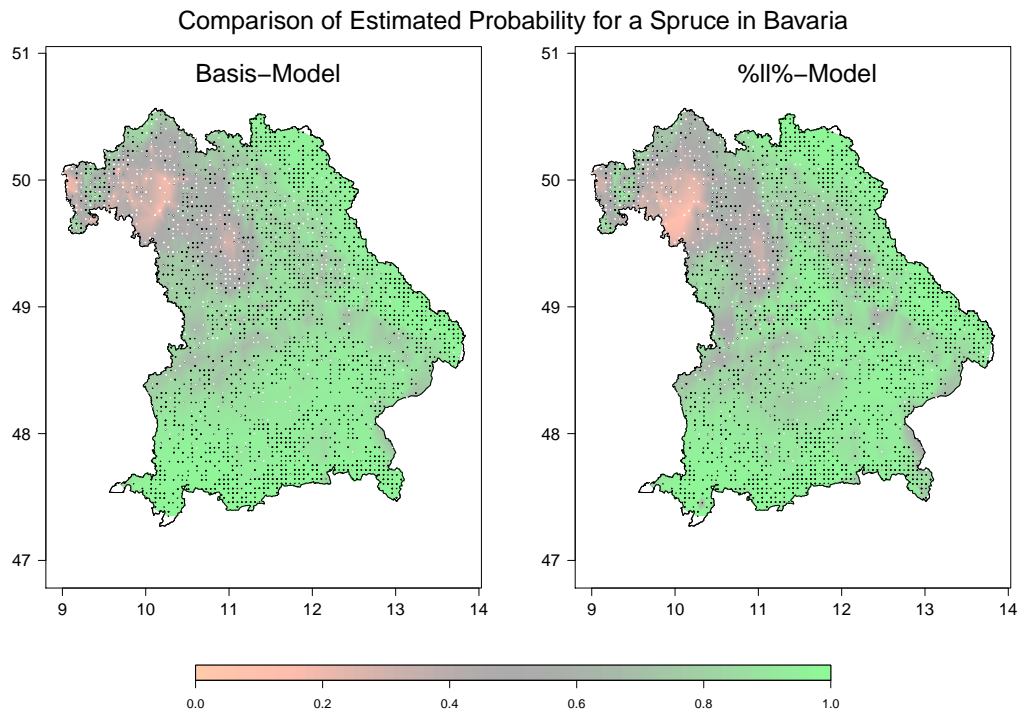 Comparison of Estimated Probability for a Spruce in Bavaria
Basis−Model
%II%−Model
51
50
49
48
47
9 10 11 12 13 14
51
50
49
48
47
9 10 11 12 13 14
0.0 0.2 0.4 0.6 0.8 1.0